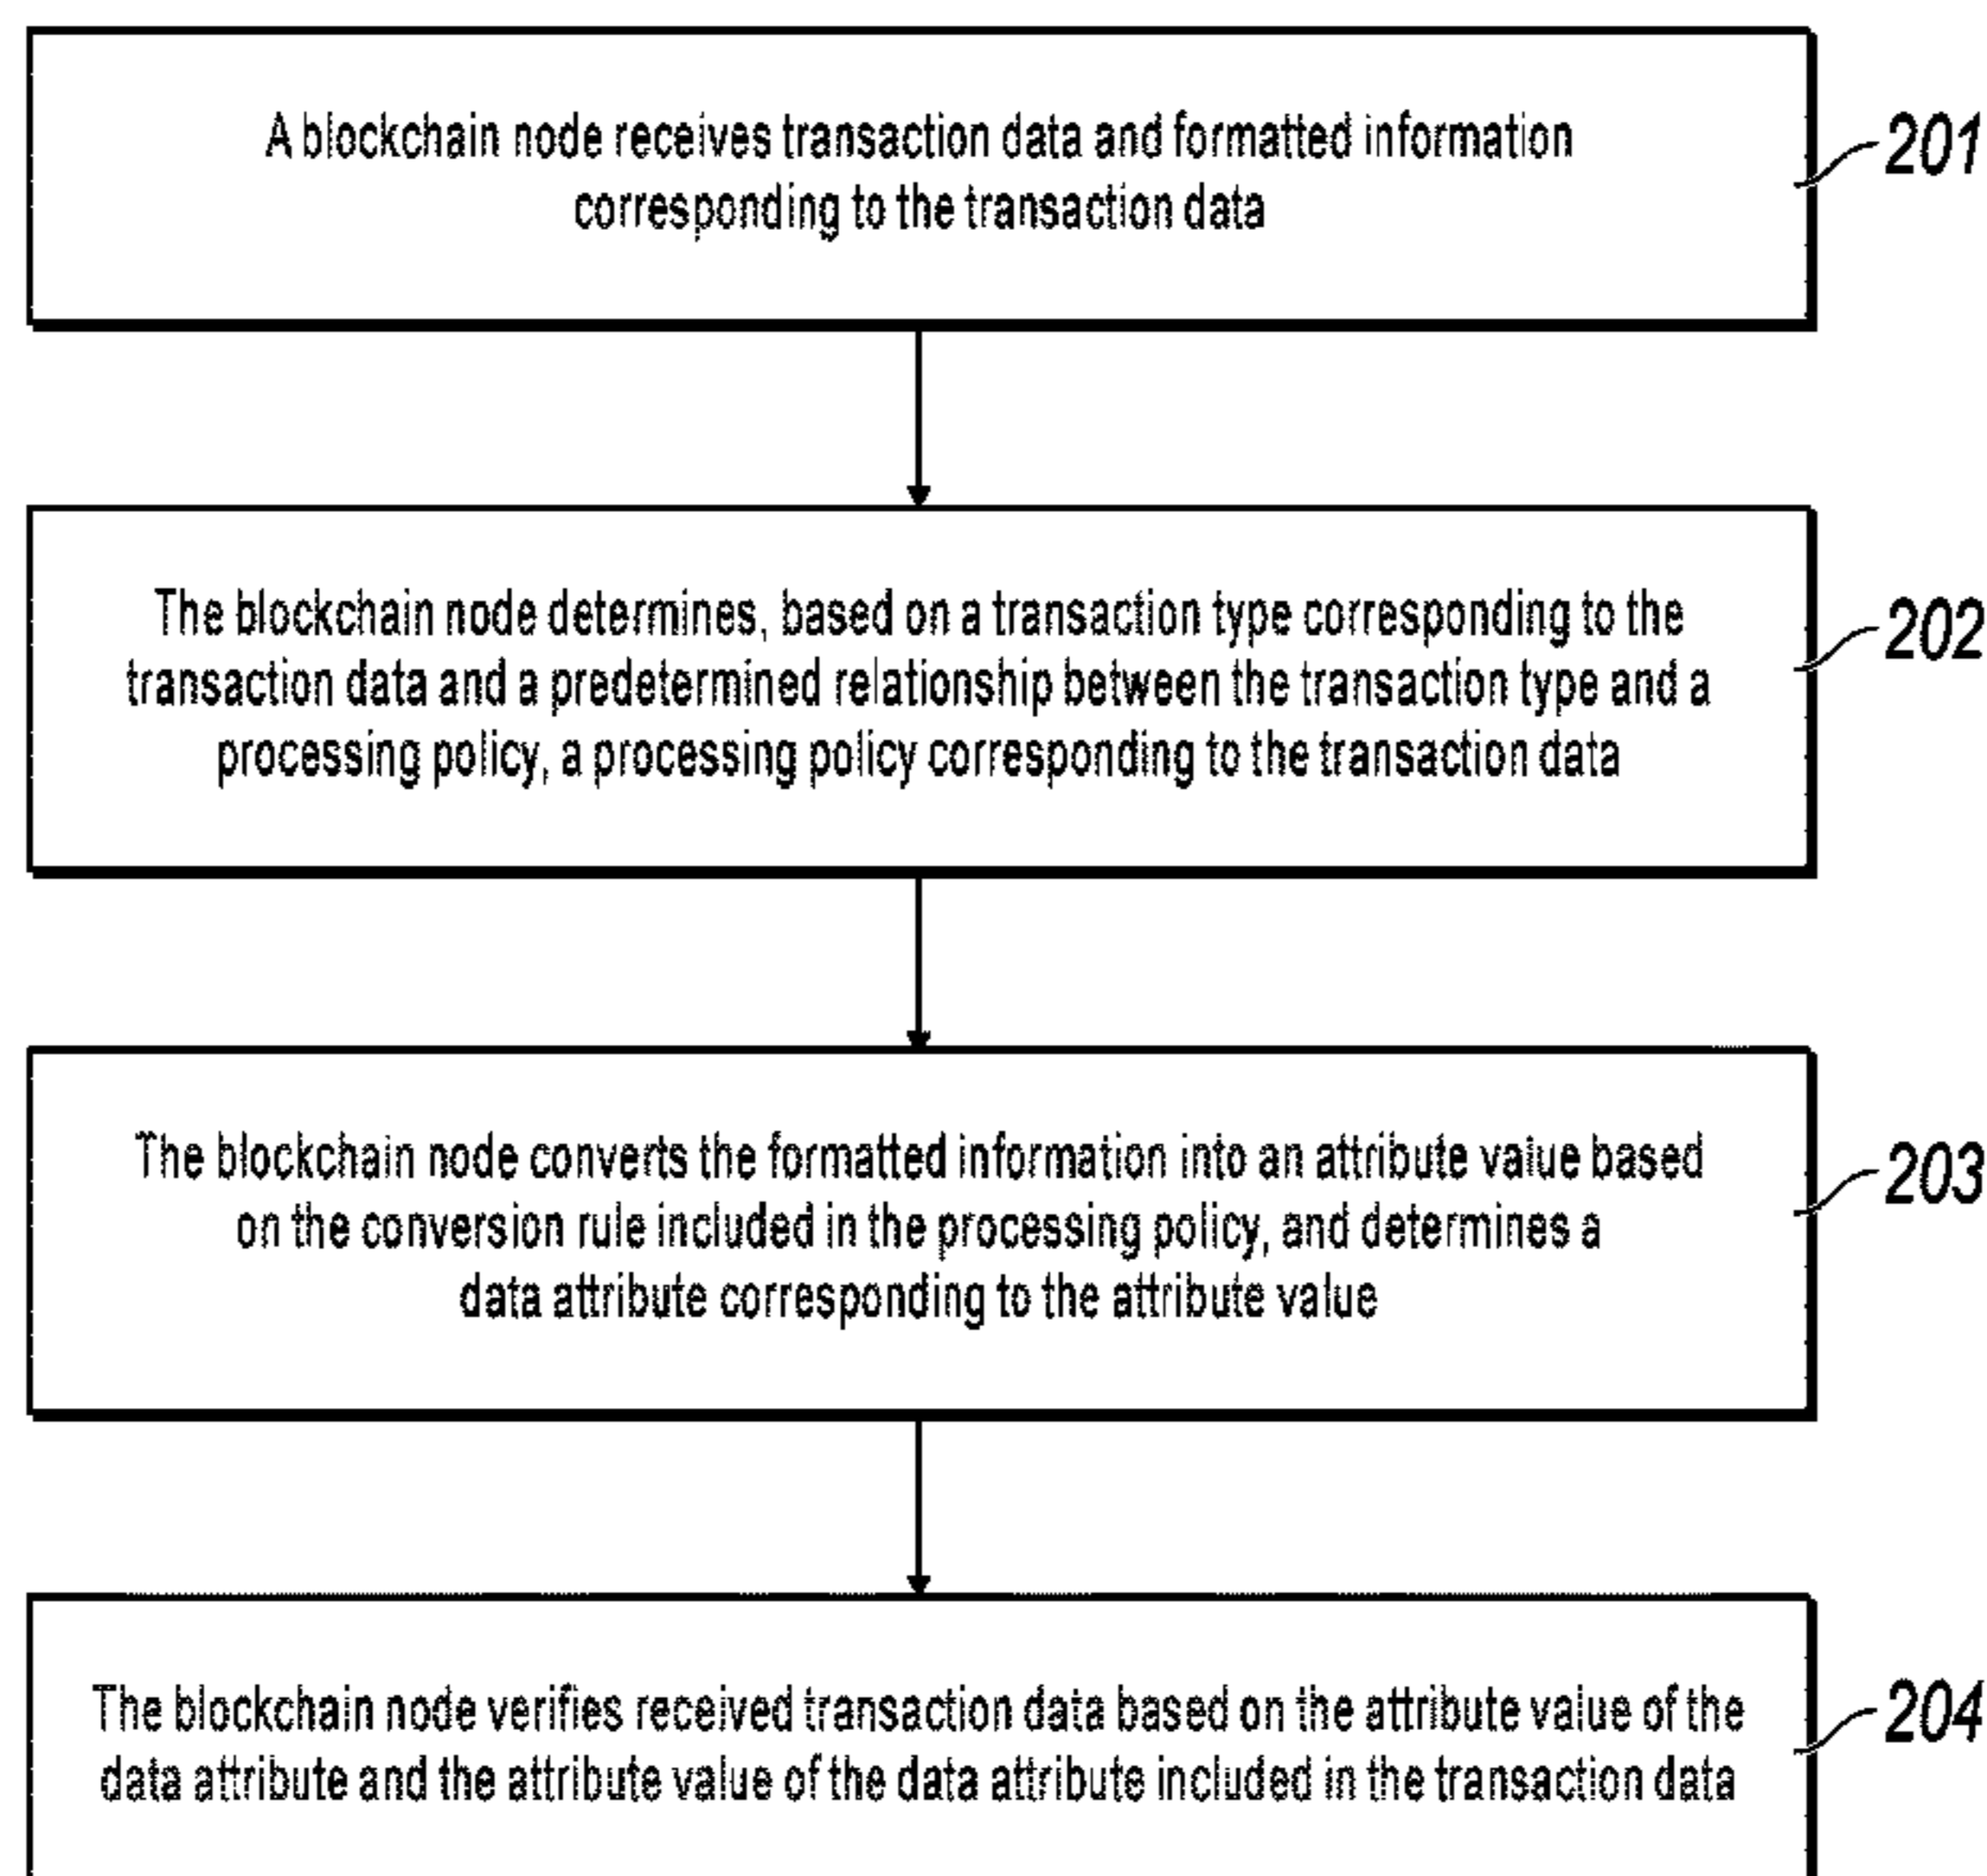 A blockchain node receives transaction data and formatted information
corresponding to the transaction data
201
The blockchain node determines, based on a transaction type corresponding to the
transaction data and a predetermined relationship between the transaction type and a
processing policy, a processing policy corresponding to the transaction data
202
The blockchain node converts the formatted information into an attribute value based
on the conversion rule included in the processing policy, and determines a
data attribute corresponding to the attribute value
203
The blockchain node verifies received transaction data based on the attribute value of the
data attribute and the attribute value of the data attribute included in the transaction data
204